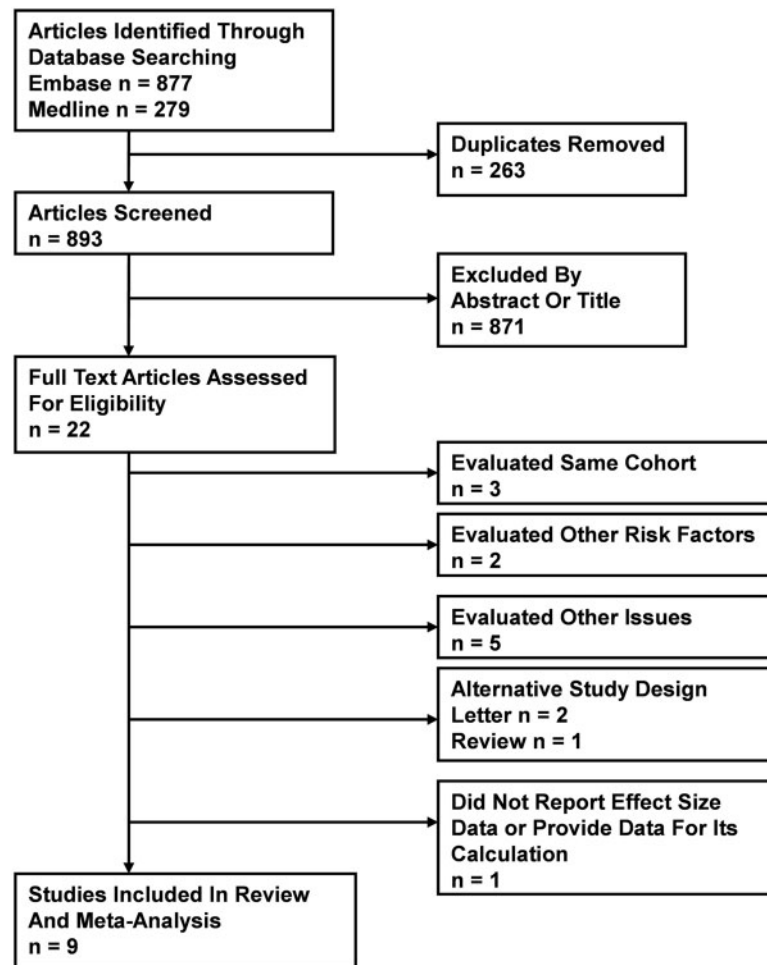 Articles Identified Through
Database Searching
Embase n = 877
Medline n = 279
Duplicates Removed
n = 263
Articles Screened
n = 893
Excluded By
Abstract Or Title
n = 871
Full Text Articles Assessed
For Eligibility
n = 22
Evaluated Same Cohort
n = 3
Evaluated Other Risk Factors
n = 2
Evaluated Other Issues
n = 5
Alternative Study Design
Letter n = 2
Review n = 1
Did Not Report Effect Size
Data or Provide Data For Its
Calculation
n = 1
Studies Included In Review
And Meta-Analysis
n = 9